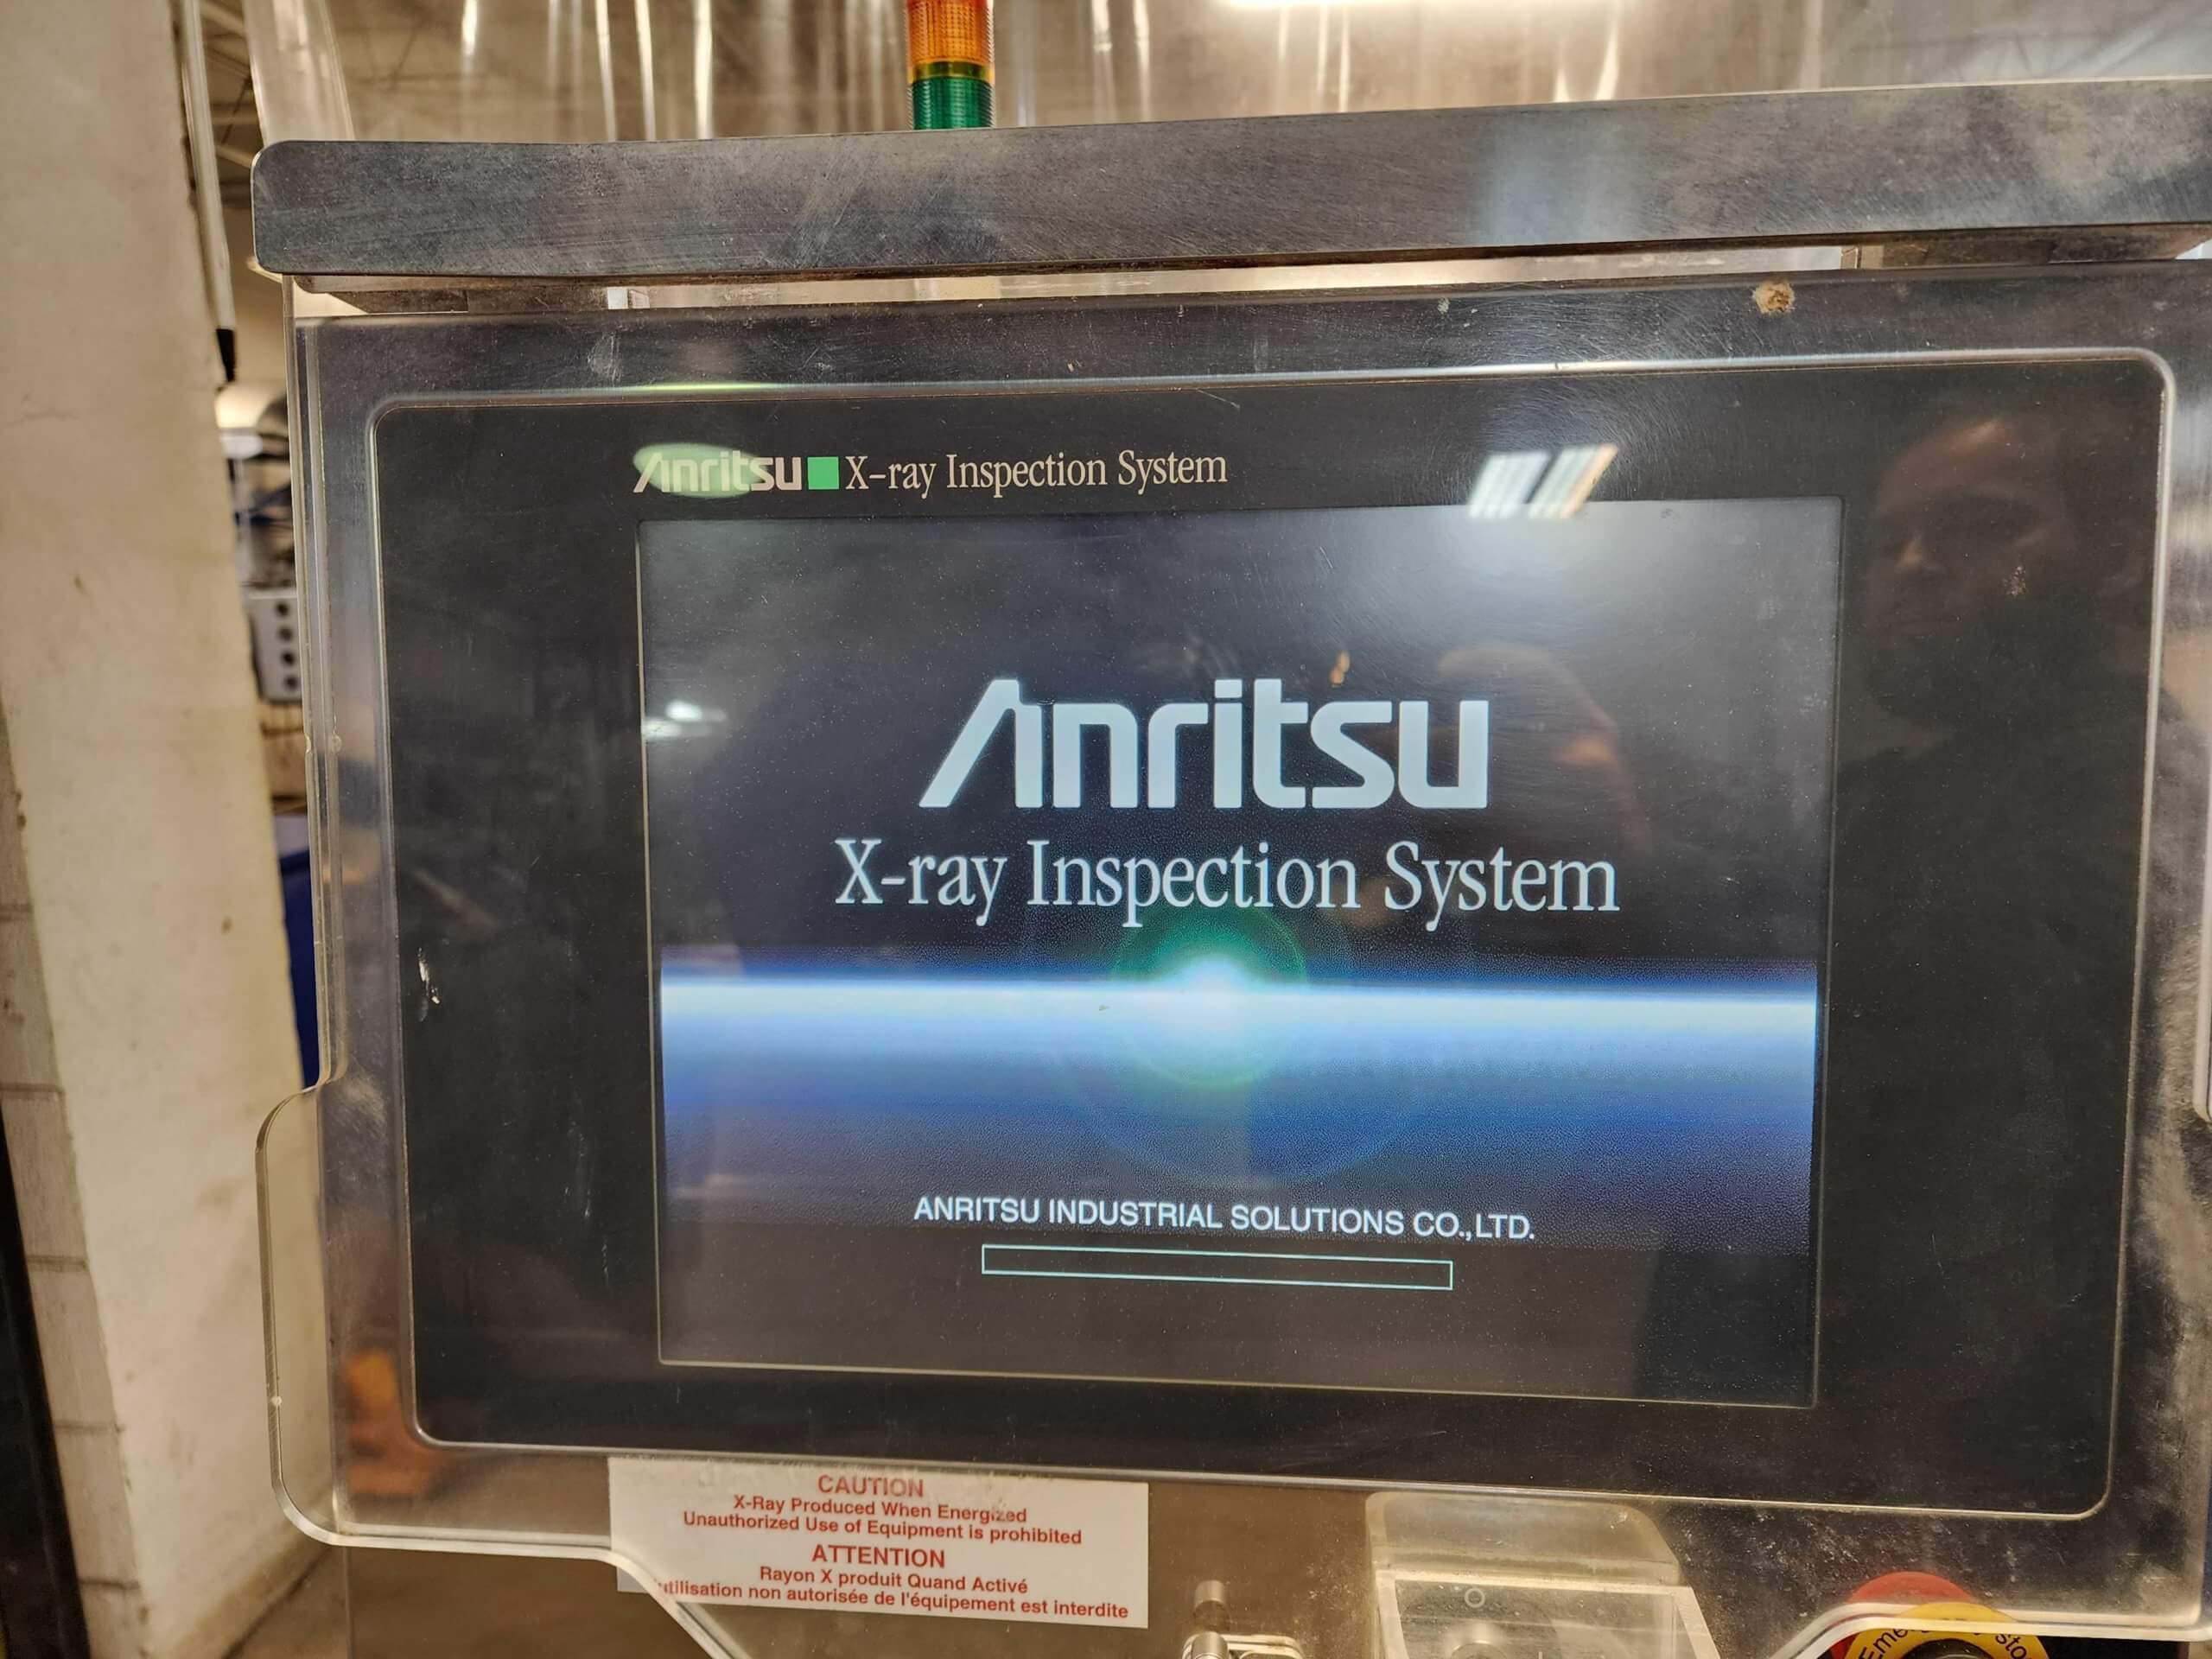 Anritsu X-ray Inspection System
Anritsu
X-ray Inspection System
ANRITSU INDUSTRIAL SOLUTIONS CO.,LTD.
CAUTION
X-Ray Produced When Energized
Unauthorized Use of Equipment is prohibited
ATTENTION
Rayon X produit Quand Activé
utilisation non autorisée de l'équipement est interdite